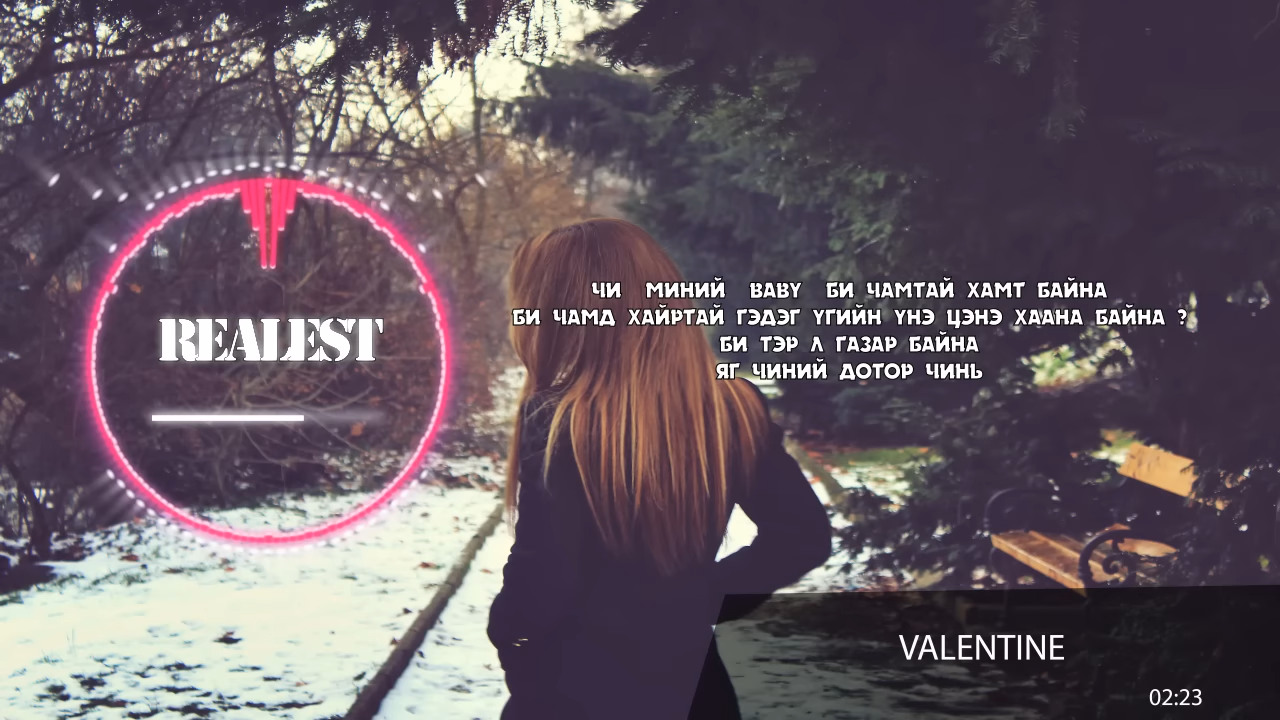 REALEST
ЧИ МИНИЙ BABY БИ ЧАМТАЙ ХАМТ БАЙНА
БИ ЧАМД ХАЙРТАЙ ГЭДЭГ ҮГИЙН ҮНЭ ЦЭНЭ ХААНА БАЙНА ?
БИ ТЭР Л ГАЗАР БАЙНА
ЯГ ЧИНИЙ ДОТОР ЧИНЬ
VALENTINE
02:23